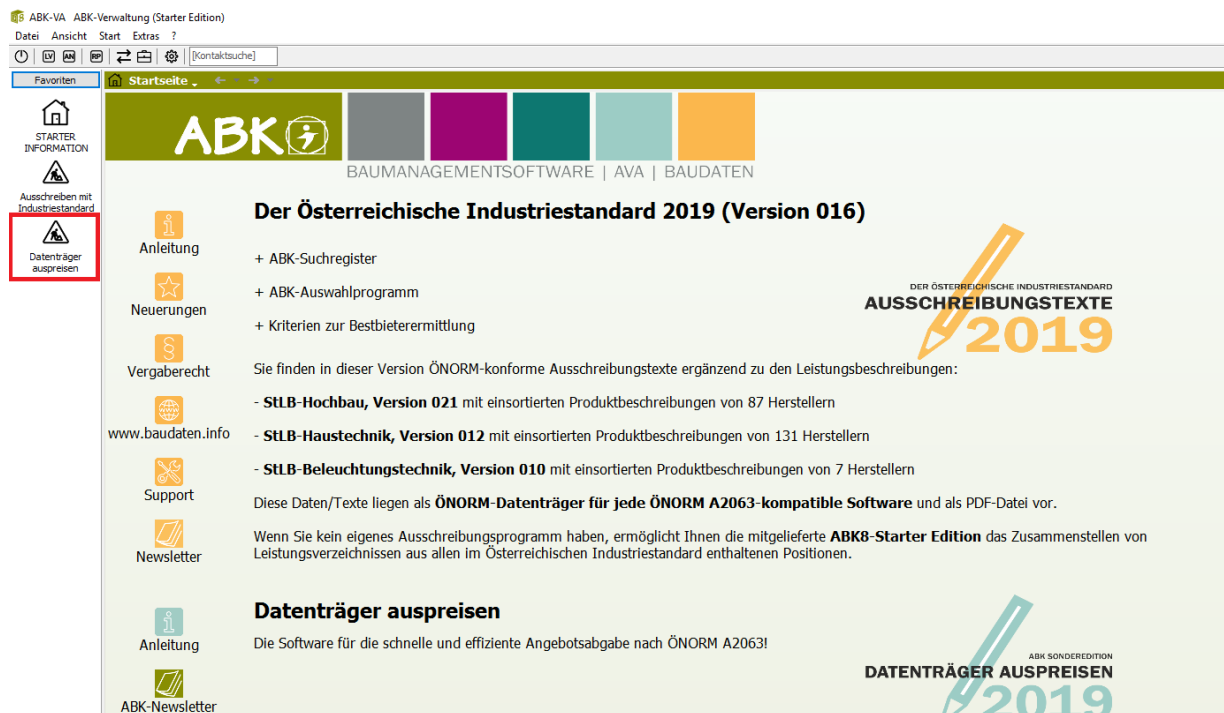 ABK-VA ABK-Verwaltung (Starter Edition)
Datei Ansicht Start Extras ?
LV AN RP [Kontaktsuche]
Favoriten
Startseite
STARTER
INFORMATION
Ausschreiben mit
Industriestandard
Datenträger
auspreisen
ABK
BAUMANAGEMENTSOFTWARE | AVA | BAUDATEN
Anleitung
Neuerungen
Vergaberecht
www.baudaten.info
Support
Newsletter
Anleitung
ABK-Newsletter
Der Österreichische Industriestandard 2019 (Version 016)
+ ABK-Suchregister
+ ABK-Auswahlprogramm
+ Kriterien zur Bestbieterermittlung
DER ÖSTERREICHISCHE INDUSTRIESTANDARD
AUSSCHREIBUNGSTEXTE
2019
Sie finden in dieser Version ÖNORM-konforme Ausschreibungstexte ergänzend zu den Leistungsbeschreibungen:
- StLB-Hochbau, Version 021 mit einsortierten Produktbeschreibungen von 87 Herstellern
- StLB-Haustechnik, Version 012 mit einsortierten Produktbeschreibungen von 131 Herstellern
- StLB-Beleuchtungstechnik, Version 010 mit einsortierten Produktbeschreibungen von 7 Herstellern
Diese Daten/Texte liegen als ÖNORM-Datenträger für jede ÖNORM A2063-kompatible Software und als PDF-Datei vor.
Wenn Sie kein eigenes Ausschreibungsprogramm haben, ermöglicht Ihnen die mitgelieferte ABK8-Starter Edition das Zusammenstellen von
Leistungsverzeichnissen aus allen im Österreichischen Industriestandard enthaltenen Positionen.
Datenträger auspreisen
Die Software für die schnelle und effiziente Angebotsabgabe nach ÖNORM A2063!
ABK SONDEREDITION
DATENTRÄGER AUSPREISEN
2019